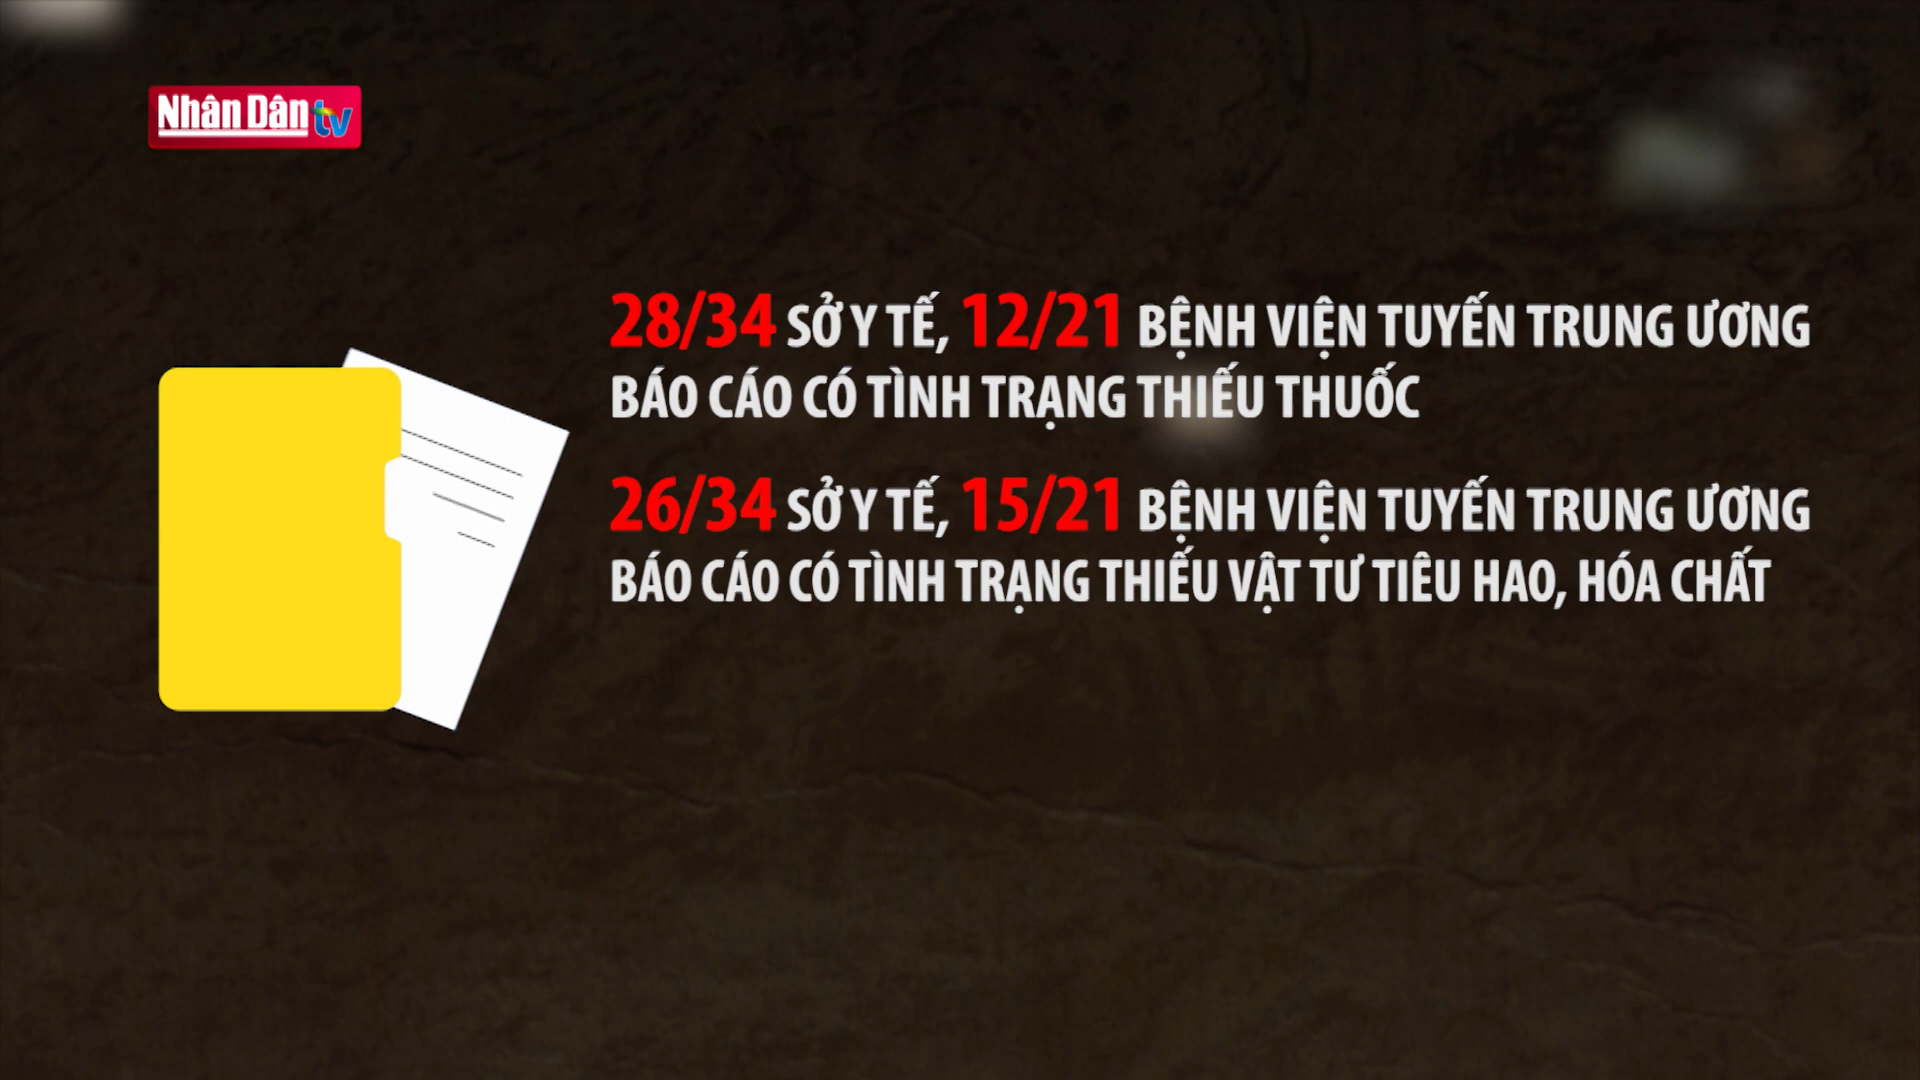 Nhân Dân tv
28/34 SỞ Y TẾ, 12/21 BỆNH VIỆN TUYẾN TRUNG ƯƠNG
BÁO CÁO CÓ TÌNH TRẠNG THIẾU THUỐC
26/34 SỞ Y TẾ, 15/21 BỆNH VIỆN TUYẾN TRUNG ƯƠNG
BÁO CÁO CÓ TÌNH TRẠNG THIẾU VẬT TƯ TIÊU HAO, HÓA CHẤT